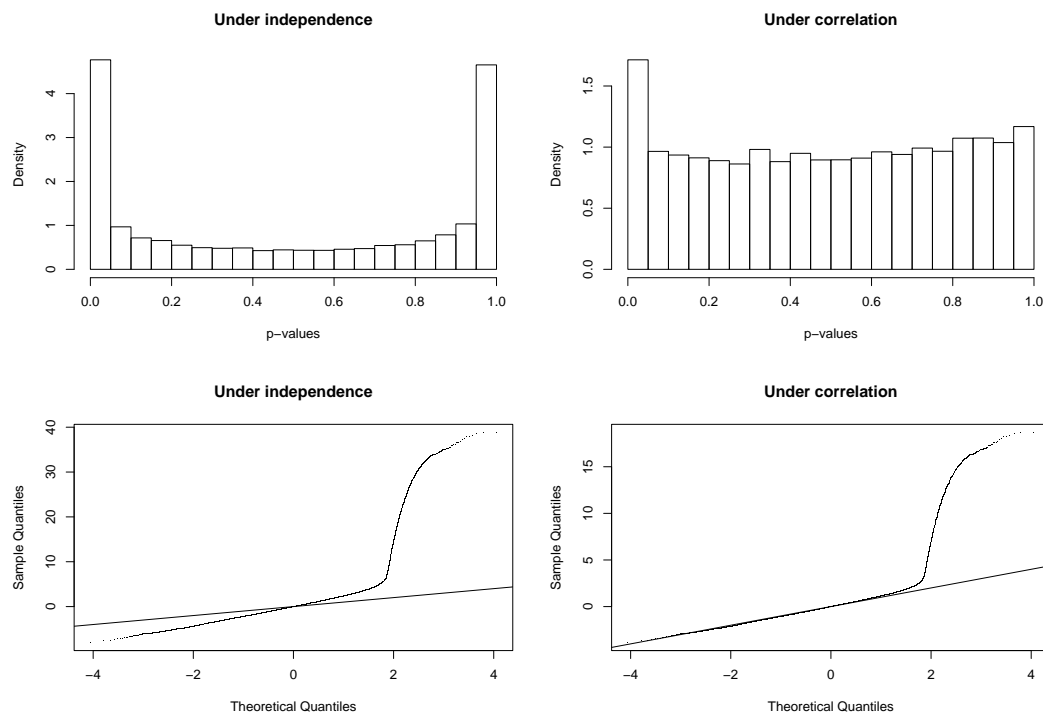 Under independence
Density
0 1 2 3 4
0.0 0.2 0.4 0.6 0.8 1.0
p−values
Under correlation
Density
0.0 0.5 1.0 1.5
0.0 0.2 0.4 0.6 0.8 1.0
p−values
Under independence
Sample Quantiles
0 10 20 30 40
−4 −2 0 2 4
Theoretical Quantiles
Under correlation
Sample Quantiles
0 5 10 15
−4 −2 0 2 4
Theoretical Quantiles